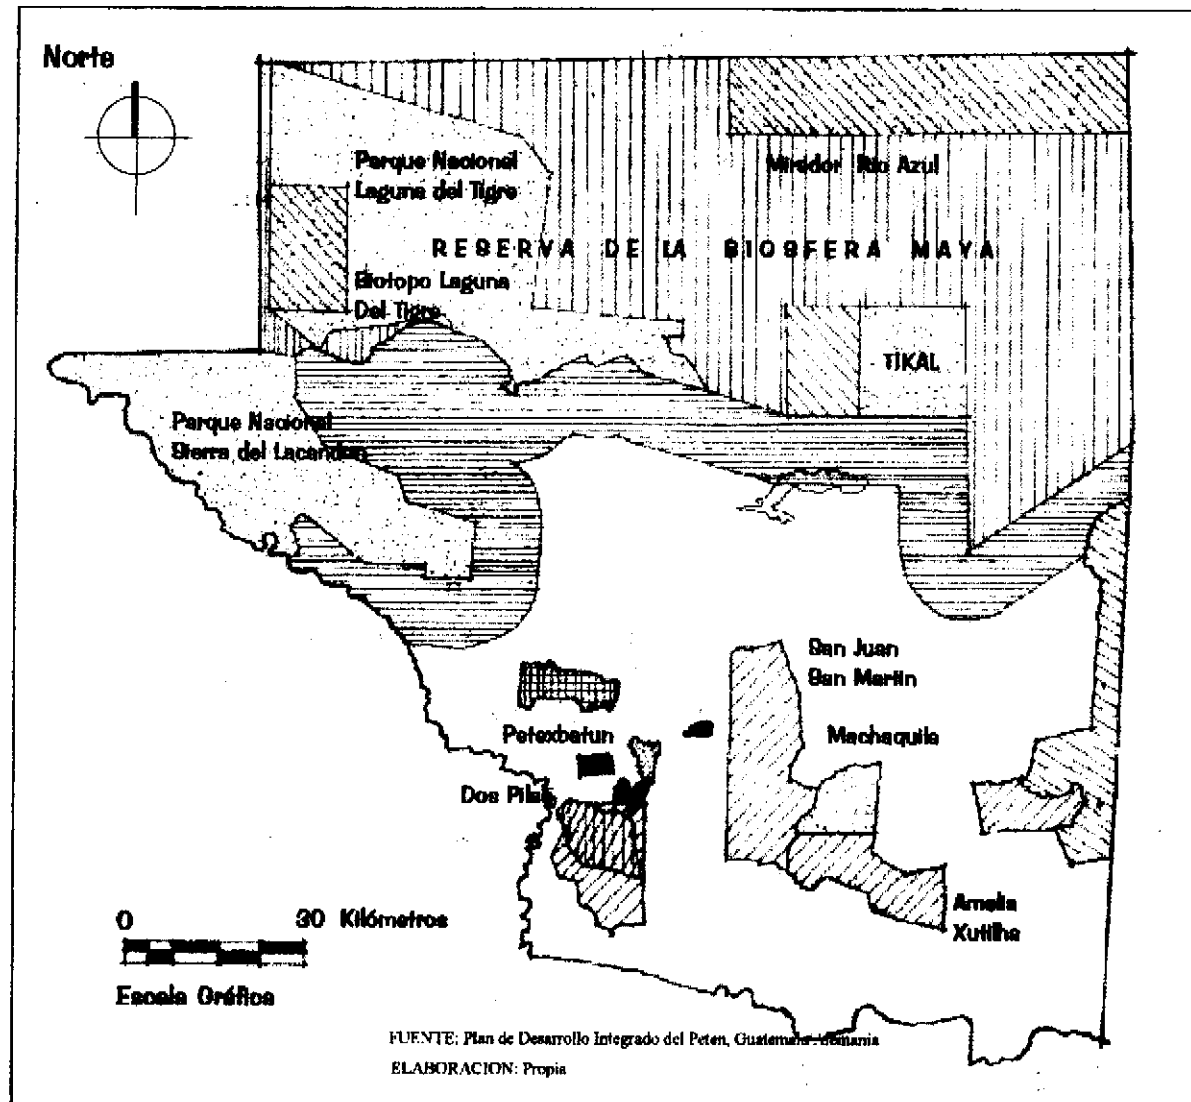 Norte
Parque Nacional
Laguna del Tigre
Mirador Rio Azul
RESERVA DE LA BIOSFERA MAYA
Biotopo Laguna
Del Tigre
TIKAL
Parque Nacional
Sierra del Lacandon
San Juan
San Martin
Petexbatun
Machaquila
Dos Pilas
0 30 Kilómetros
Amelia
Xutilha
Escala Gráfica
FUENTE: Plan de Desarrollo Integrado del Peten, Guatemala-Alemania
ELABORACION: Propia